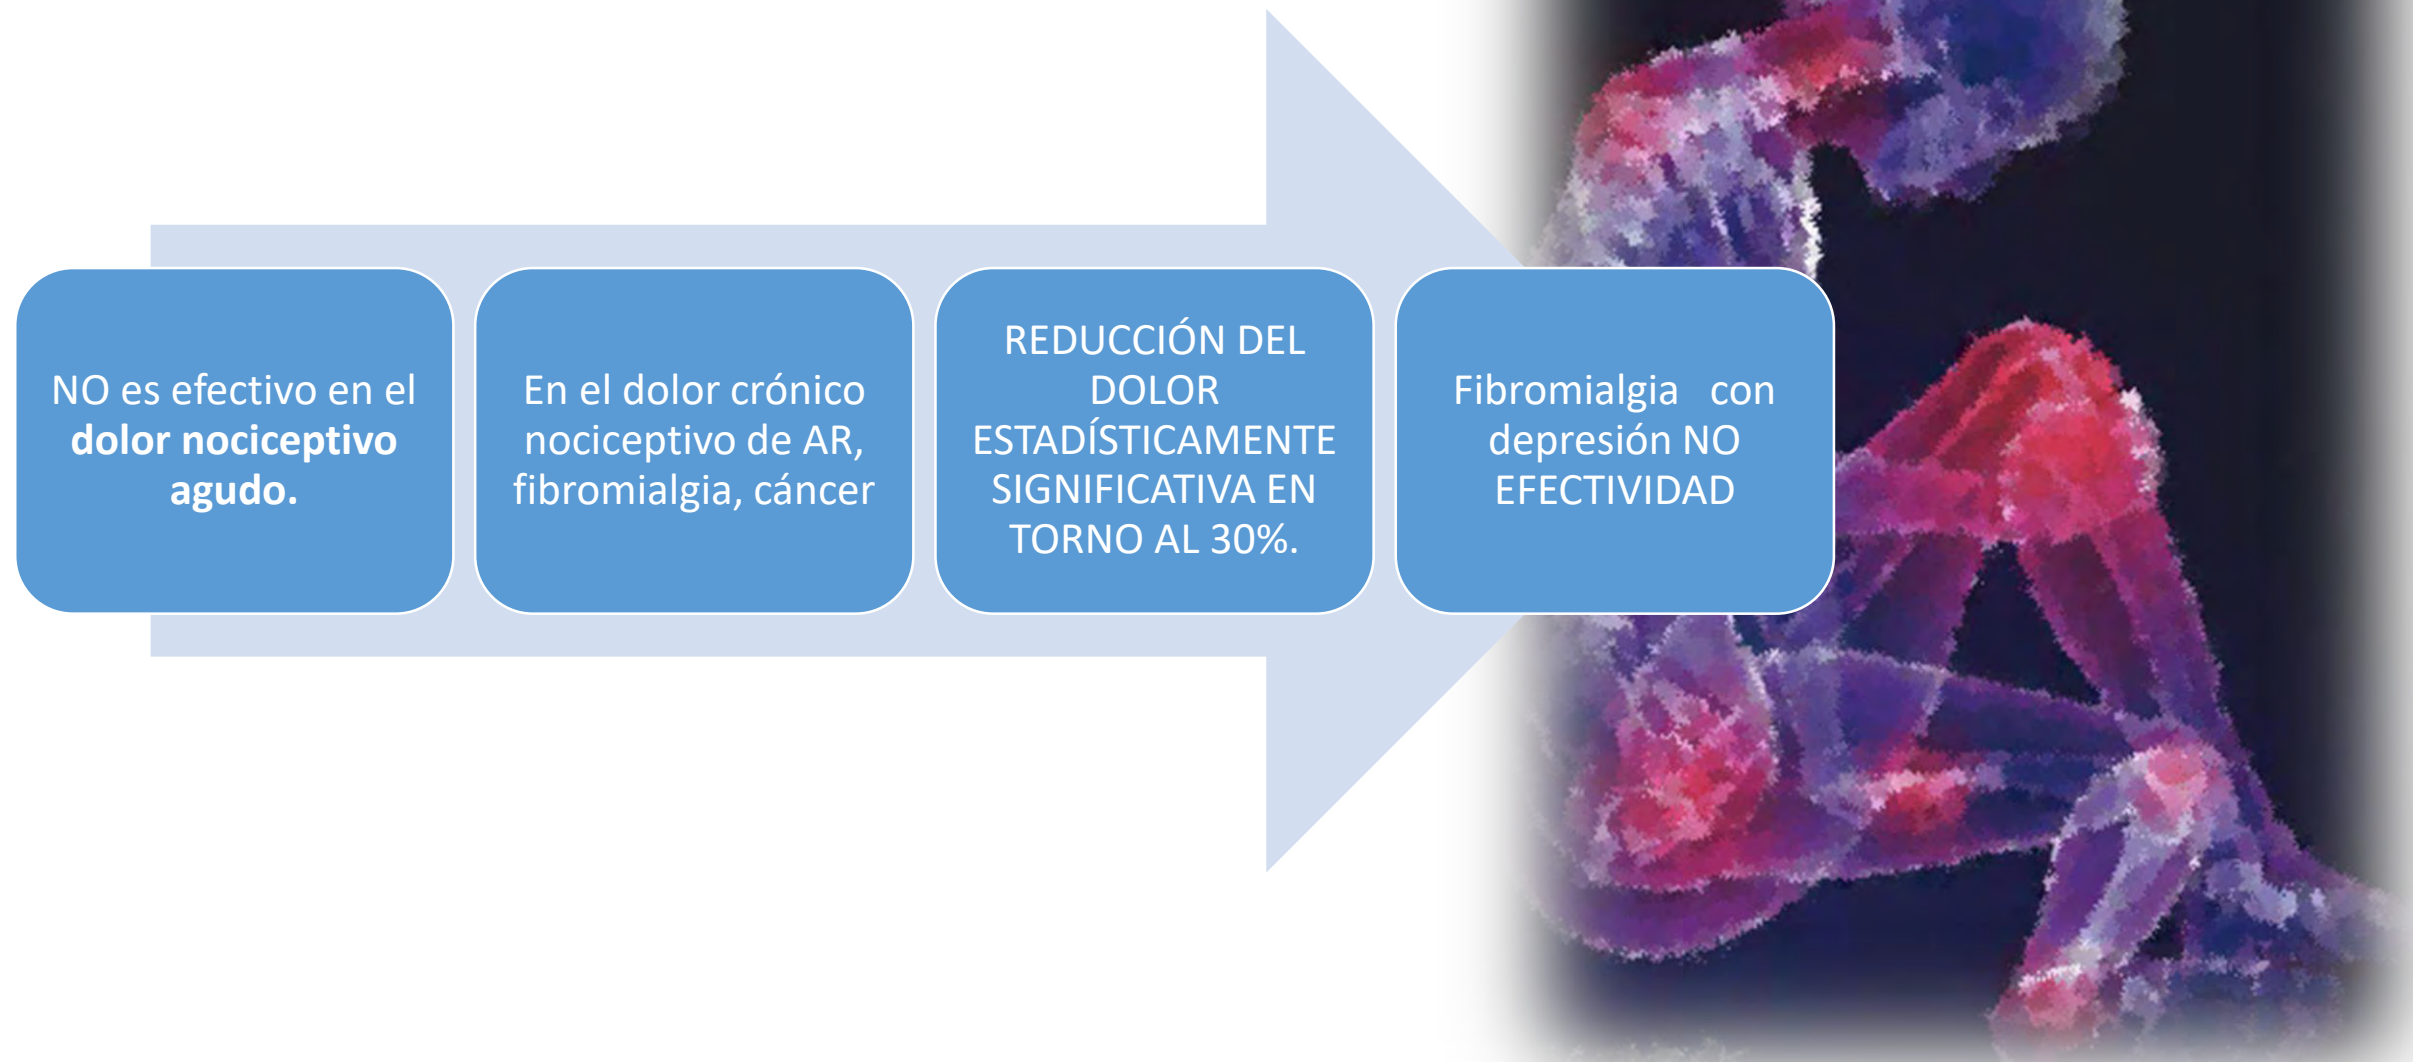 NO es efectivo en el
dolor nociceptivo
agudo.
En el dolor crónico
nociceptivo de AR,
fibromialgia, cáncer
REDUCCIÓN DEL
DOLOR
ESTADÍSTICAMENTE
SIGNIFICATIVA EN
TORNO AL 30%.
Fibromialgia con
depresión NO
EFECTIVIDAD